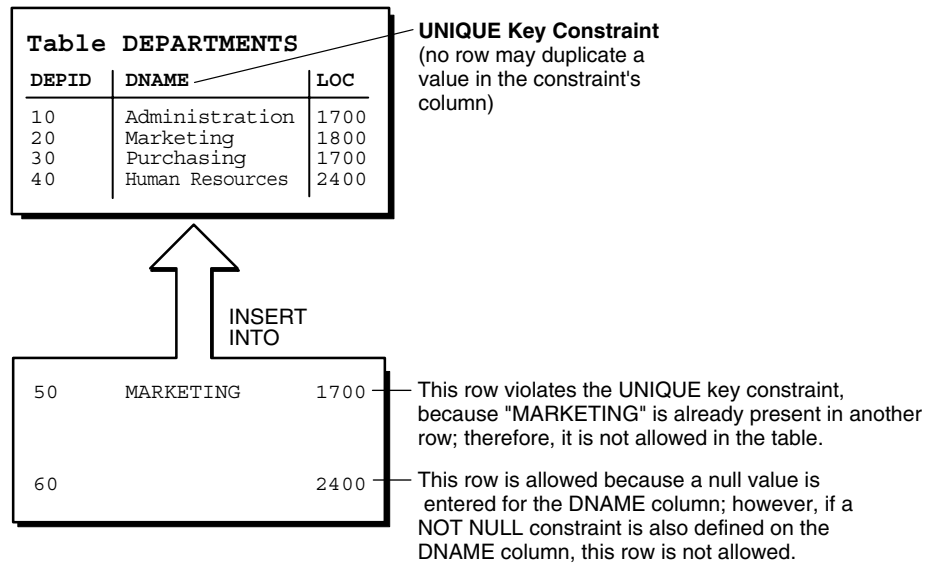 Table DEPARTMENTS
DEPID DNAME LOC
10 Administration 1700
20 Marketing 1800
30 Purchasing 1700
40 Human Resources 2400
UNIQUE Key Constraint
(no row may duplicate a
value in the constraint's
column)
INSERT
INTO
50 MARKETING 1700
This row violates the UNIQUE key constraint,
because "MARKETING" is already present in another
row; therefore, it is not allowed in the table.
60 2400
This row is allowed because a null value is
entered for the DNAME column; however, if a
NOT NULL constraint is also defined on the
DNAME column, this row is not allowed.